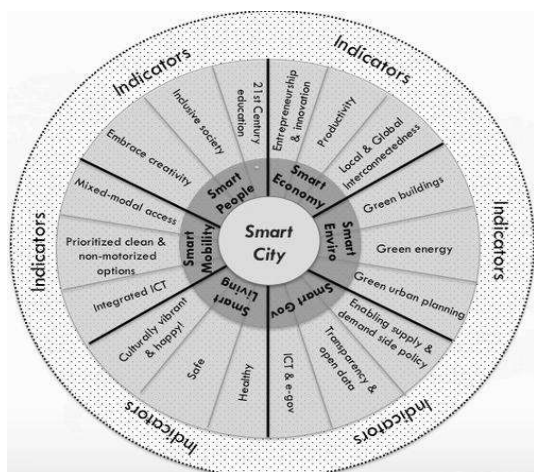 Indicators
Indicators
Indicators
Indicators
Indicators
Indicators
Smart
City
Smart
Economy
Entrepreneurship
& innovation
Productivity
Local & Global
Interconnectedness
Smart
Enviro
Green buildings
Green energy
Green urban planning
Smart Gov
Enabling supply &
demand side policy
Transparency &
open data
ICT & e-gov
Smart
Living
Healthy
Safe
Culturally vibrant
& happy!
Smart
Mobility
Integrated ICT
Prioritized clean &
non-motorized
options
Mixed-modal access
Smart
People
Embrace creativity
Inclusive society
21st Century
education